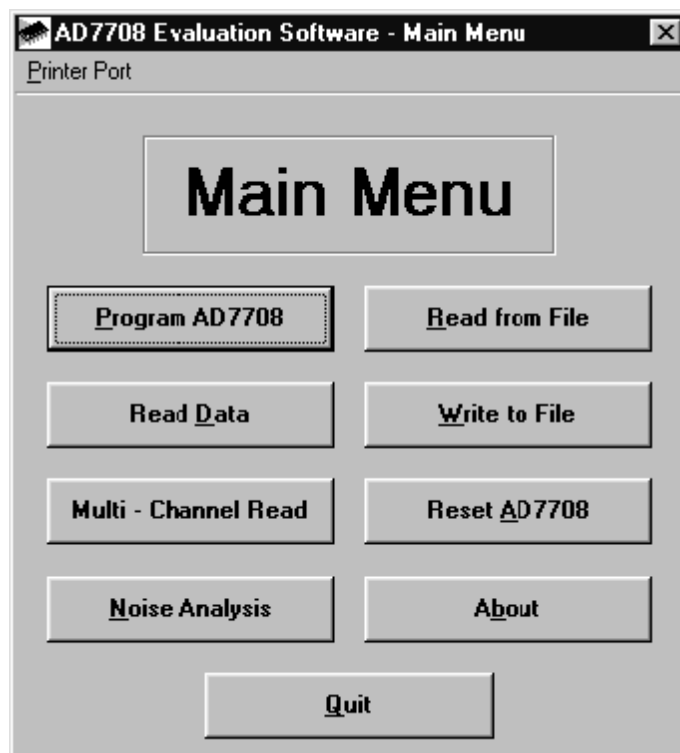 AD7708 Evaluation Software - Main Menu
Printer Port
Main Menu
Program AD7708
Read from File
Read Data
Write to File
Multi - Channel Read
Reset AD7708
Noise Analysis
About
Quit